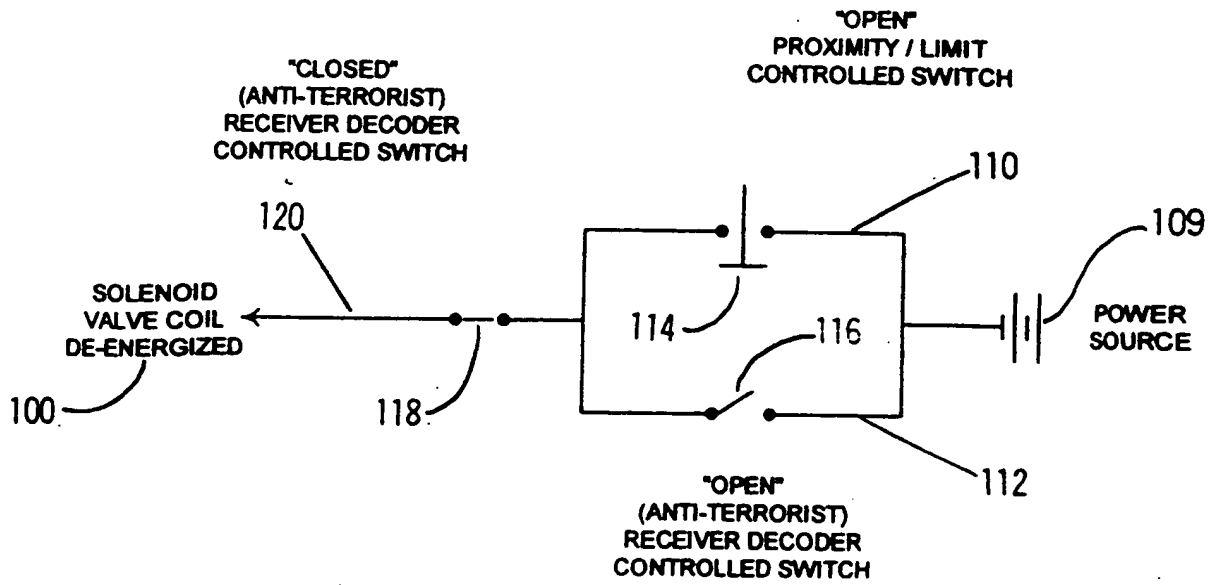 "OPEN"
PROXIMITY / LIMIT
CONTROLLED SWITCH
"CLOSED"
(ANTI-TERRORIST)
RECEIVER DECODER
CONTROLLED SWITCH
110
120
109
SOLENOID
VALVE COIL
DE-ENERGIZED
114
116
POWER
SOURCE
100
118
112
"OPEN"
(ANTI-TERRORIST)
RECEIVER DECODER
CONTROLLED SWITCH